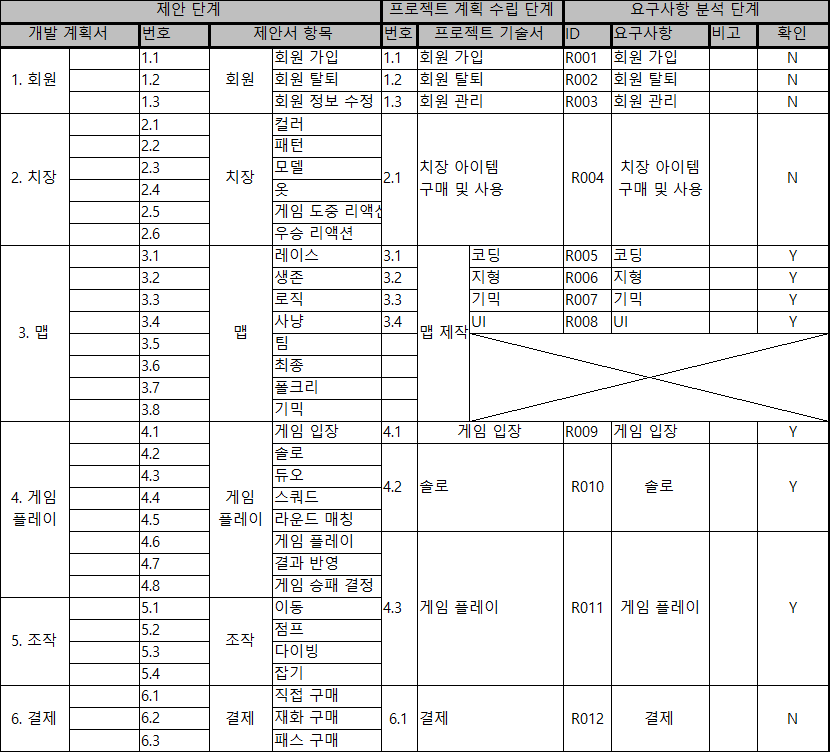 제안 단계 프로젝트 계획 수립 단계 요구사항 분석 단계
개발 계획서 번호 제안서 항목 번호 프로젝트 기술서 ID 요구사항 비고 확인
1. 회원 1.1 회원 회원 가입 1.1 회원 가입 R001 회원 가입 N
1.2 회원 탈퇴 1.2 회원 탈퇴 R002 회원 탈퇴 N
1.3 회원 정보 수정 1.3 회원 관리 R003 회원 관리 N
2. 치장 2.1 치장 컬러 2.1 치장 아이템 R004 치장 아이템 N
구매 및 사용 구매 및 사용
2.2 패턴
2.3 모델
2.4 옷
2.5 게임 도중 리액션
2.6 우승 리액션
3. 맵 3.1 맵 레이스 3.1 맵 제작 코딩 R005 코딩 Y
3.2 생존 3.2 지형 R006 지형 Y
3.3 로직 3.3 기믹 R007 기믹 Y
3.4 사냥 3.4 UI R008 UI Y
3.5 팀
3.6 최종
3.7 폴크리
3.8 기믹
4. 게임 4.1 게임 게임 입장 4.1 게임 입장 R009 게임 입장 Y
플레이 플레이
4.2 솔로 4.2 솔로 R010 솔로 Y
4.3 듀오
4.4 스쿼드
4.5 라운드 매칭
4.6 게임 플레이 4.3 게임 플레이 R011 게임 플레이 Y
4.7 결과 반영
4.8 게임 승패 결정
5. 조작 5.1 조작 이동
5.2 점프
5.3 다이빙
5.4 잡기
6. 결제 6.1 결제 직접 구매 6.1 결제 R012 결제 N
6.2 재화 구매
6.3 패스 구매